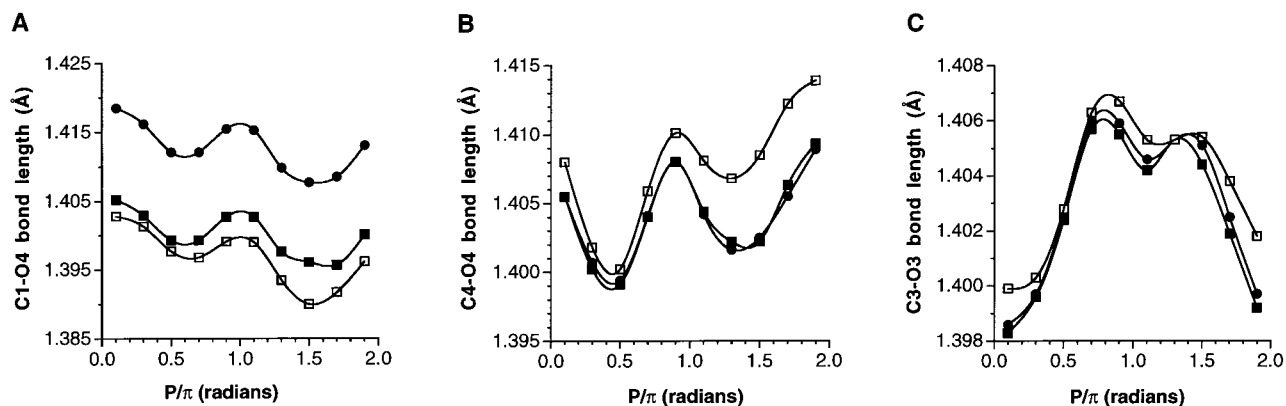 A
C1-O4 bond length (Å)
1.425
1.415
1.405
1.395
1.385
0.0 0.5 1.0 1.5 2.0
P/π (radians)
B
C4-O4 bond length (Å)
1.415
1.410
1.405
1.400
1.395
0.0 0.5 1.0 1.5 2.0
P/π (radians)
C
C3-O3 bond length (Å)
1.408
1.406
1.404
1.402
1.400
1.398
0.0 0.5 1.0 1.5 2.0
P/π (radians)